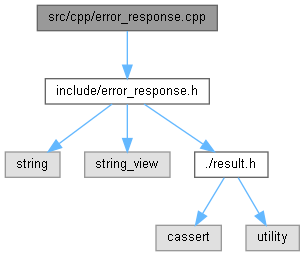 src/cpp/error_response.cpp
include/error_response.h
string
string_view
./result.h
cassert
utility